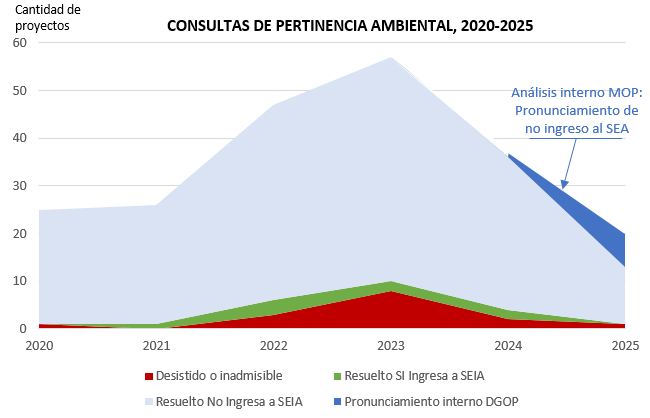 Cantidad de
proyectos
CONSULTAS DE PERTINENCIA AMBIENTAL, 2020-2025
60
50
40
30
20
10
0
Análisis interno MOP:
Pronunciamiento de
no ingreso al SEA
2020 2021 2022 2023 2024 2025
Desistido o inadmisible Resuelto SI Ingresa a SEIA
Resuelto No Ingresa a SEIA Pronunciamiento interno DGOP